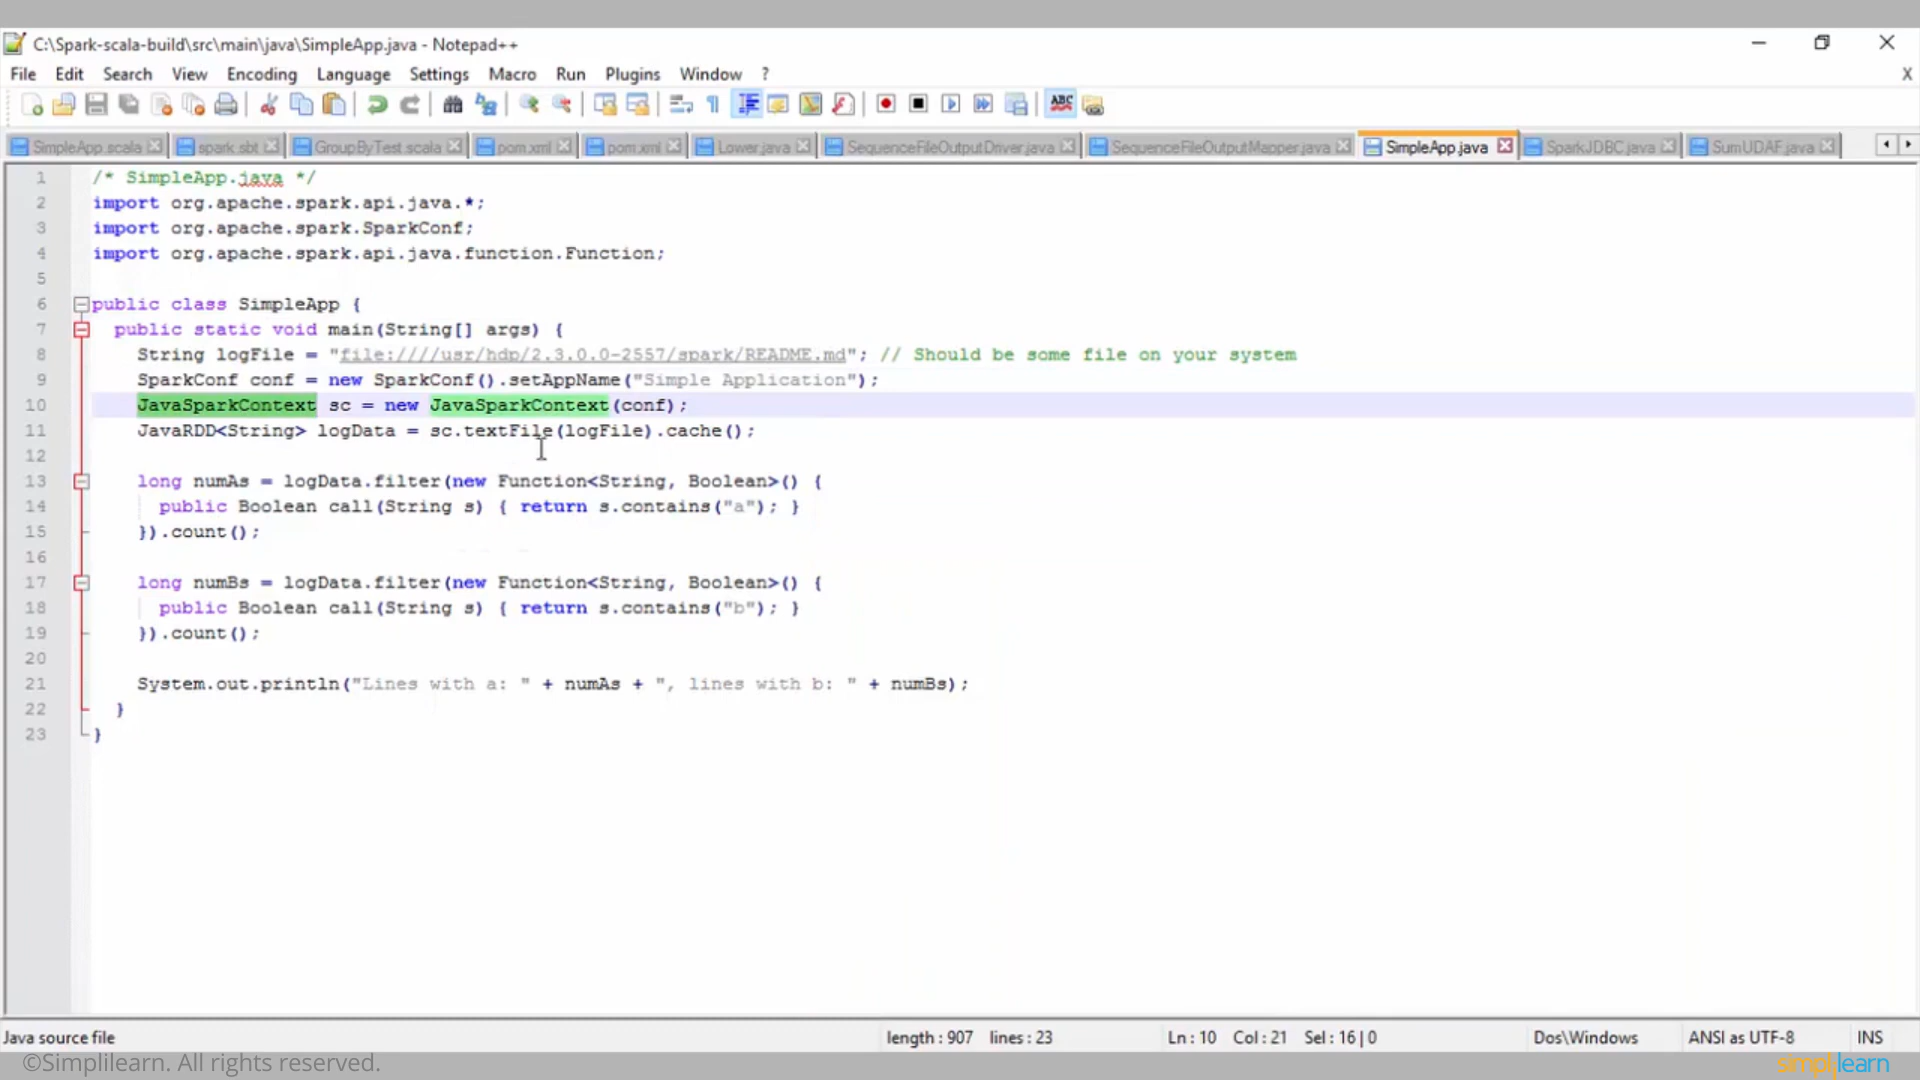 C:\Spark-scala-build\src\main\java\SimpleApp.java - Notepad++
File Edit Search View Encoding Language Settings Macro Run Plugins Window ? X
ABC
SimpleApp.scala spark.sbt GroupByTest.scala pom.xml pom.xml Lower.java SequenceFileOutputDriver.java SequenceFileOutputMapper.java SimpleApp.java SparkJDBC.java SumUDAF.java
1 /* SimpleApp.java */
2 import org.apache.spark.api.java.*;
3 import org.apache.spark.SparkConf;
4 import org.apache.spark.api.java.function.Function;
5
6 public class SimpleApp {
7 public static void main(String[] args) {
8 String logFile = "file:////usr/hdp/2.3.0.0-2557/spark/README.md"; // Should be some file on your system
9 SparkConf conf = new SparkConf().setAppName("Simple Application");
10 JavaSparkContext sc = new JavaSparkContext(conf);
11 JavaRDD<String> logData = sc.textFile(logFile).cache();
12
13 long numAs = logData.filter(new Function<String, Boolean>() {
14 public Boolean call(String s) { return s.contains("a"); }
15 }).count();
16
17 long numBs = logData.filter(new Function<String, Boolean>() {
18 public Boolean call(String s) { return s.contains("b"); }
19 }).count();
20
21 System.out.println("Lines with a: " + numAs + ", lines with b: " + numBs);
22 }
23 }
Java source file length : 907 lines : 23 Ln : 10 Col : 21 Sel : 16 | 0 Dos\Windows ANSI as UTF-8 INS
©Simplilearn. All rights reserved. simplilearn